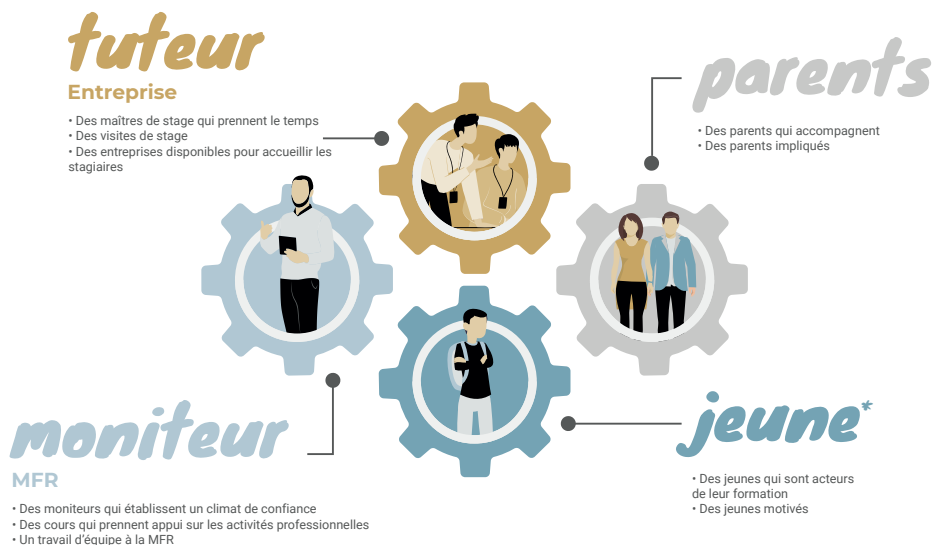 tuteur
Entreprise
• Des maîtres de stage qui prennent le temps
• Des visites de stage
• Des entreprises disponibles pour accueillir les
stagiaires
parents
• Des parents qui accompagnent
• Des parents impliqués
moniteur
MFR
• Des moniteurs qui établissent un climat de confiance
• Des cours qui prennent appui sur les activités professionnelles
• Un travail d'équipe à la MFR
jeune*
• Des jeunes qui sont acteurs
de leur formation
• Des jeunes motivés